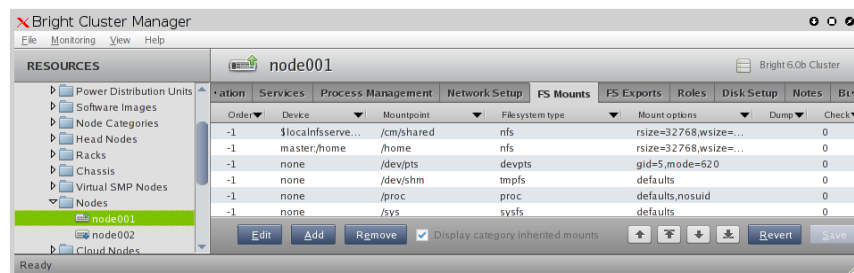 Bright Cluster Manager
File Monitoring View Help
RESOURCES
node001
Bright 6.0b Cluster
Power Distribution Units
Software Images
Node Categories
Head Nodes
Racks
Chassis
Virtual SMP Nodes
Nodes
node001
node002
Cloud Nodes
ation Services Process Management Network Setup FS Mounts FS Exports Roles Disk Setup Notes
Order Device Mountpoint Filesystem type Mount options Dump Check
-1 $localnfsserve... /cm/shared nfs rsize=32768,wsize=... 0
-1 master:/home /home nfs rsize=32768,wsize=... 0
-1 none /dev/pts devpts gid=5,mode=620 0
-1 none /dev/shm tmpfs defaults 0
-1 none /proc proc defaults,nosuid 0
-1 none /sys sysfs defaults 0
Edit Add Remove Display category inherited mounts Revert Save
Ready